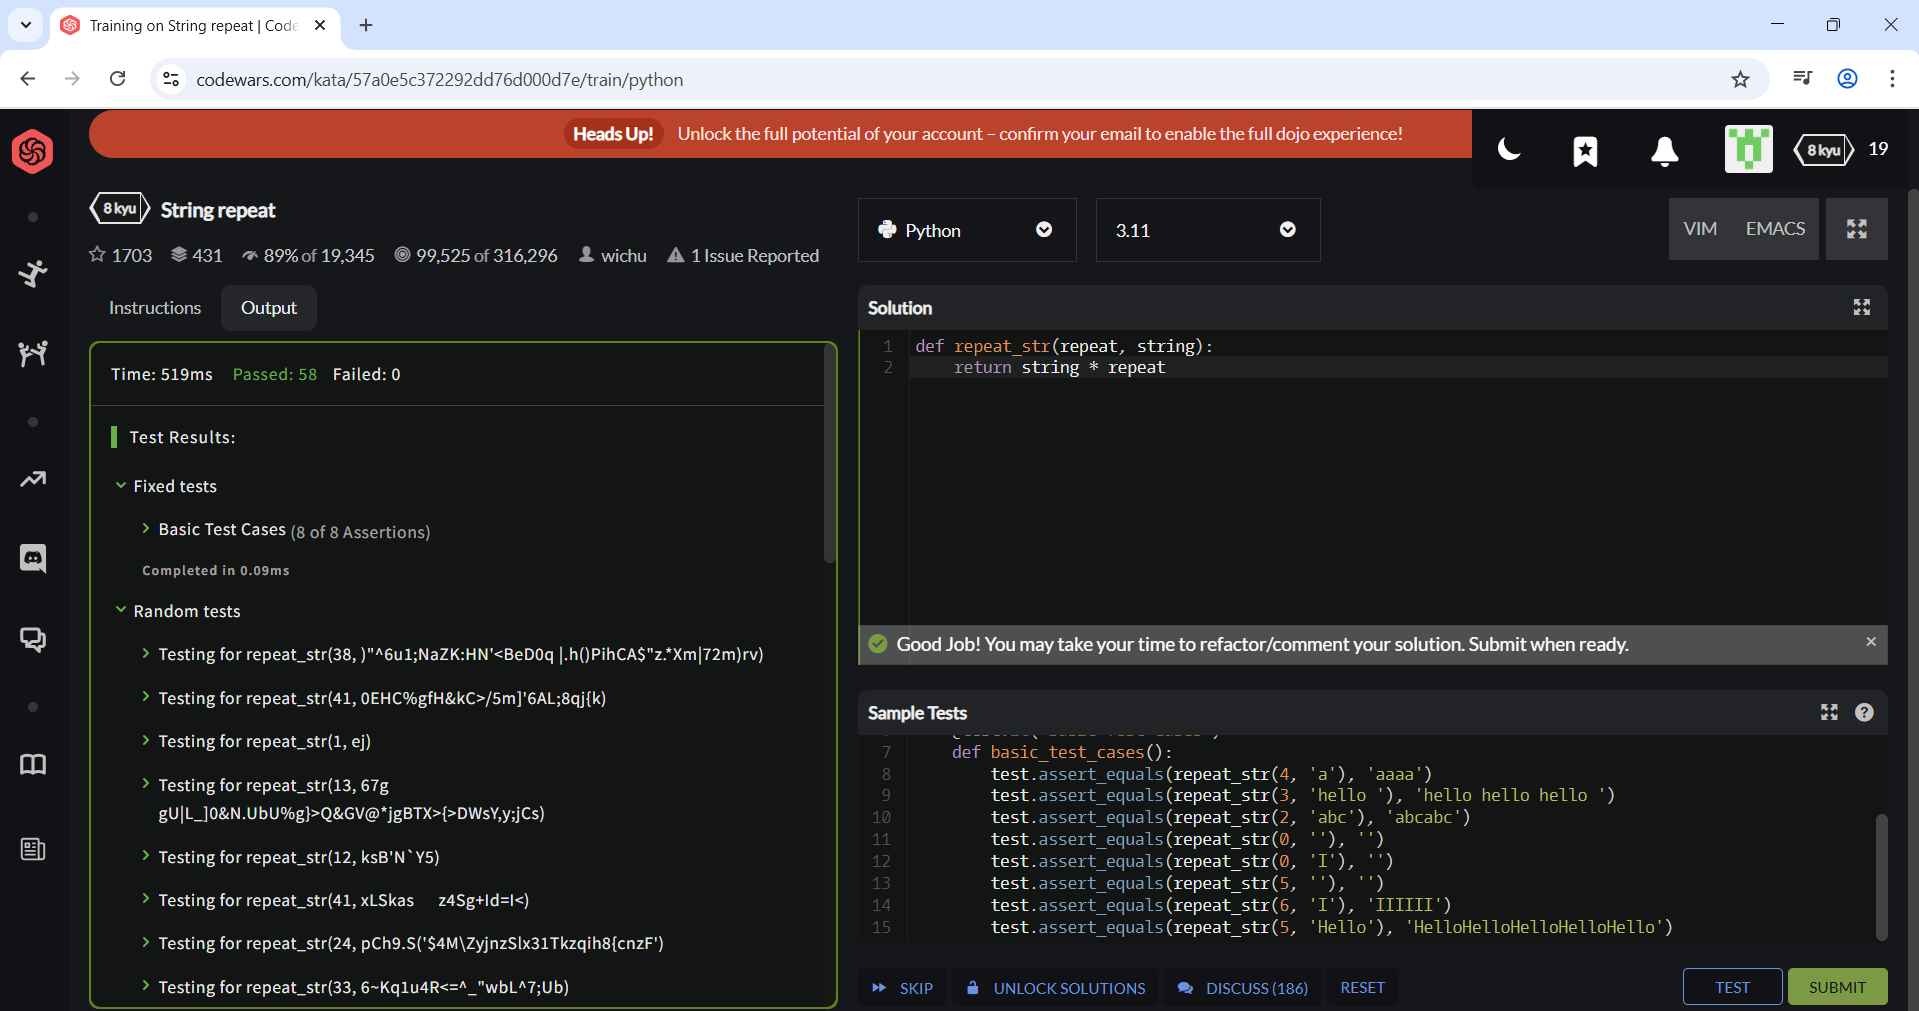 Training on String repeat | Code
codewars.com/kata/57a0e5c372292dd76d000d7e/train/python
Heads Up! Unlock the full potential of your account – confirm your email to enable the full dojo experience!
8 kyu 19
8 kyu String repeat
1703 431 89% of 19,345 99,525 of 316,296 wichu 1 Issue Reported
Python 3.11 VIM EMACS
Instructions Output
Time: 519ms Passed: 58 Failed: 0
Test Results:
Fixed tests
Basic Test Cases (8 of 8 Assertions)
Completed in 0.09ms
Random tests
Testing for repeat_str(38, )"^6u1;NaZK:HN'<BeD0q |.h()PihCA$"z.*Xm|72m)rv)
Testing for repeat_str(41, 0EHC%gfH&kC>/5m]'6AL;8qj{k)
Testing for repeat_str(1, ej)
Testing for repeat_str(13, 67g
gU|L_]0&N.UbU%g}>Q&GV@*jgBTX>{>DWsY,y;jCs)
Testing for repeat_str(12, ksB'N`Y5)
Testing for repeat_str(41, xLSkas z4Sg+Id=I<)
Testing for repeat_str(24, pCh9.S('$4M\ZyjnzSlx31Tkzqih8{cnzF')
Testing for repeat_str(33, 6~Kq1u4R<=^_"wbL^7;Ub)
Solution
1 def repeat_str(repeat, string):
2 return string * repeat
Good Job! You may take your time to refactor/comment your solution. Submit when ready.
Sample Tests
7 def basic_test_cases():
8 test.assert_equals(repeat_str(4, 'a'), 'aaaa')
9 test.assert_equals(repeat_str(3, 'hello '), 'hello hello hello ')
10 test.assert_equals(repeat_str(2, 'abc'), 'abcabc')
11 test.assert_equals(repeat_str(0, ''), '')
12 test.assert_equals(repeat_str(0, 'I'), '')
13 test.assert_equals(repeat_str(5, ''), '')
14 test.assert_equals(repeat_str(6, 'I'), 'IIIIII')
15 test.assert_equals(repeat_str(5, 'Hello'), 'HelloHelloHelloHelloHello')
SKIP UNLOCK SOLUTIONS DISCUSS (186) RESET TEST SUBMIT